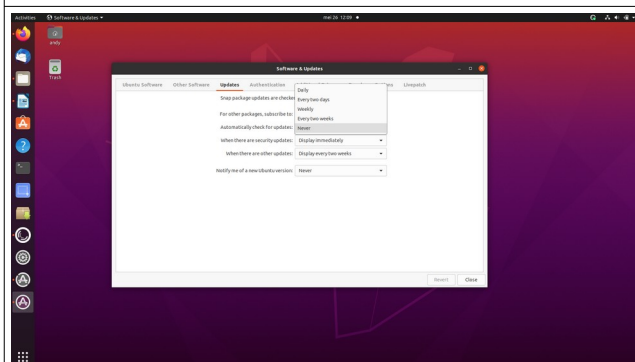 Activities Software & Updates mei 26 12:09
andy
Trash
Software & Updates
Ubuntu Software Other Software Updates Authentication Livepatch
Daily
Snap package updates are checke
Every two days
Weekly
For other packages, subscribe to:
Every two weeks
Automatically check for updates: Never
When there are security updates: Display immediately
When there are other updates: Display every two weeks
Notify me of a new Ubuntu version: Never
Revert Close